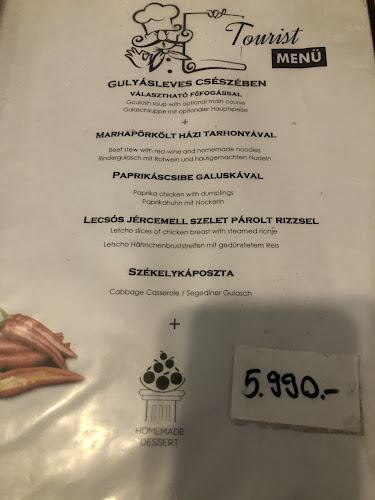 Tourist
MENÜ
GULYÁSLEVES CSÉSZÉBEN
VÁLASZTHATÓ FŐFOGÁSSAL
Goulash soup with optional main course
Gulaschsuppe mit optionaler Hauptspeise
+
MARHAPÖRKÖLT HÁZI TARHONYÁVAL
Beef stew with red wine and homemade noodles
Rindergulasch mit Rotwein und hausgemachten Nudeln
PAPRIKÁSCSIBE GALUSKÁVAL
Paprika chicken with dumplings
Paprikahuhn mit Nockerln
LECSÓS JÉRCEMELL SZELET PÁROLT RIZZSEL
Letcho slices of chicken breast with steamed rich
Letscho Hähnchenbruststreifen mit gedünstetem Reis
SZÉKELYKÁPOSZTA
Cabbage Casserole / Segediner Gulasch
+
HOMEMADE
DESSERT
5.990.-